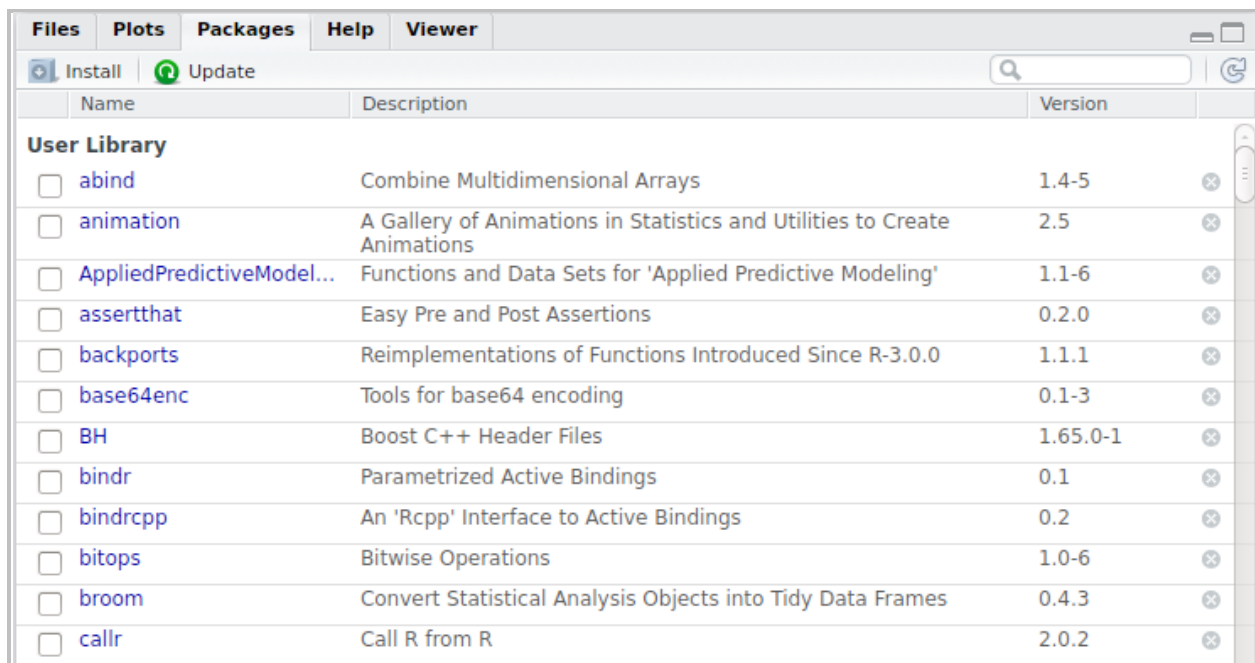 Files Plots Packages Help Viewer
Install Update
Name Description Version
User Library
abind Combine Multidimensional Arrays 1.4-5
animation A Gallery of Animations in Statistics and Utilities to Create 2.5
Animations
AppliedPredictiveModel... Functions and Data Sets for 'Applied Predictive Modeling' 1.1-6
assertthat Easy Pre and Post Assertions 0.2.0
backports Reimplementations of Functions Introduced Since R-3.0.0 1.1.1
base64enc Tools for base64 encoding 0.1-3
BH Boost C++ Header Files 1.65.0-1
bindr Parametrized Active Bindings 0.1
bindrcpp An 'Rcpp' Interface to Active Bindings 0.2
bitops Bitwise Operations 1.0-6
broom Convert Statistical Analysis Objects into Tidy Data Frames 0.4.3
callr Call R from R 2.0.2